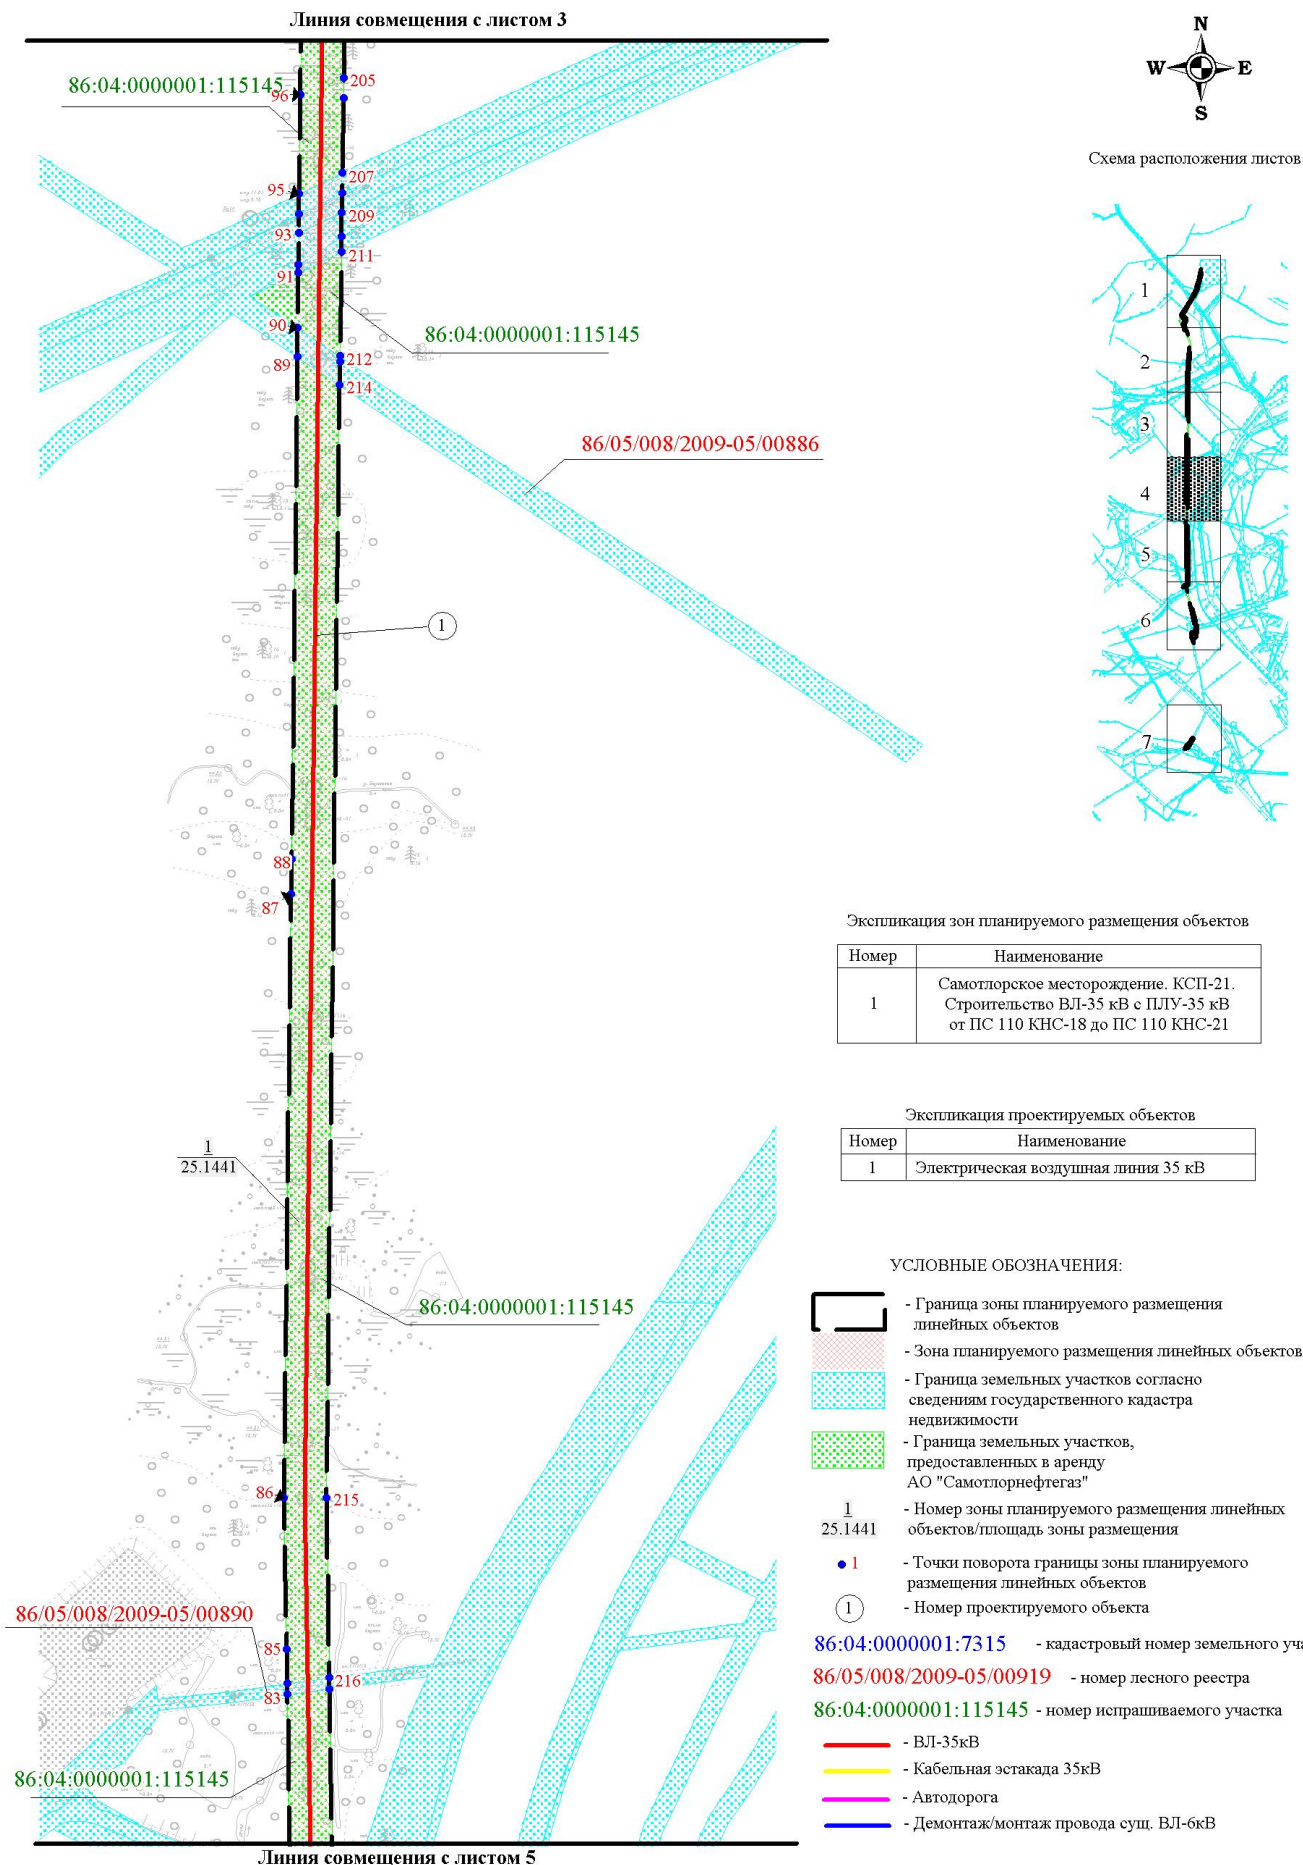 Линия совмещения с листом 3
N
W E
S
86:04:0000001:115145
96
205
Схема расположения листов
207
95
209
93
211
91
90
86:04:0000001:115145
89
212
214
86/05/008/2009-05/00886
1
2
3
4
5
6
7
1
88
87
Экспликация зон планируемого размещения объектов
Номер Наименование
1 Самотлорское месторождение. КСП-21.
Строительство ВЛ-35 кВ с ПЛУ-35 кВ
от ПС 110 КНС-18 до ПС 110 КНС-21
Экспликация проектируемых объектов
Номер Наименование
1 Электрическая воздушная линия 35 кВ
1
25.1441
86:04:0000001:115145
86
215
86/05/008/2009-05/00890
85
216
83
86:04:0000001:115145
УСЛОВНЫЕ ОБОЗНАЧЕНИЯ:
- Граница зоны планируемого размещения
линейных объектов
- Зона планируемого размещения линейных объектов
- Граница земельных участков согласно
сведениям государственного кадастра
недвижимости
- Граница земельных участков,
предоставленных в аренду
АО "Самотлорнефтегаз"
1
25.1441
- Номер зоны планируемого размещения линейных
объектов/площадь зоны размещения
1 - Точки поворота границы зоны планируемого
размещения линейных объектов
1 - Номер проектируемого объекта
86:04:0000001:7315 - кадастровый номер земельного уча
86/05/008/2009-05/00919 - номер лесного реестра
86:04:0000001:115145 - номер испрашиваемого участка
- ВЛ-35кВ
- Кабельная эстакада 35кВ
- Автодорога
- Демонтаж/монтаж провода сущ. ВЛ-6кВ
Линия совмещения с листом 5